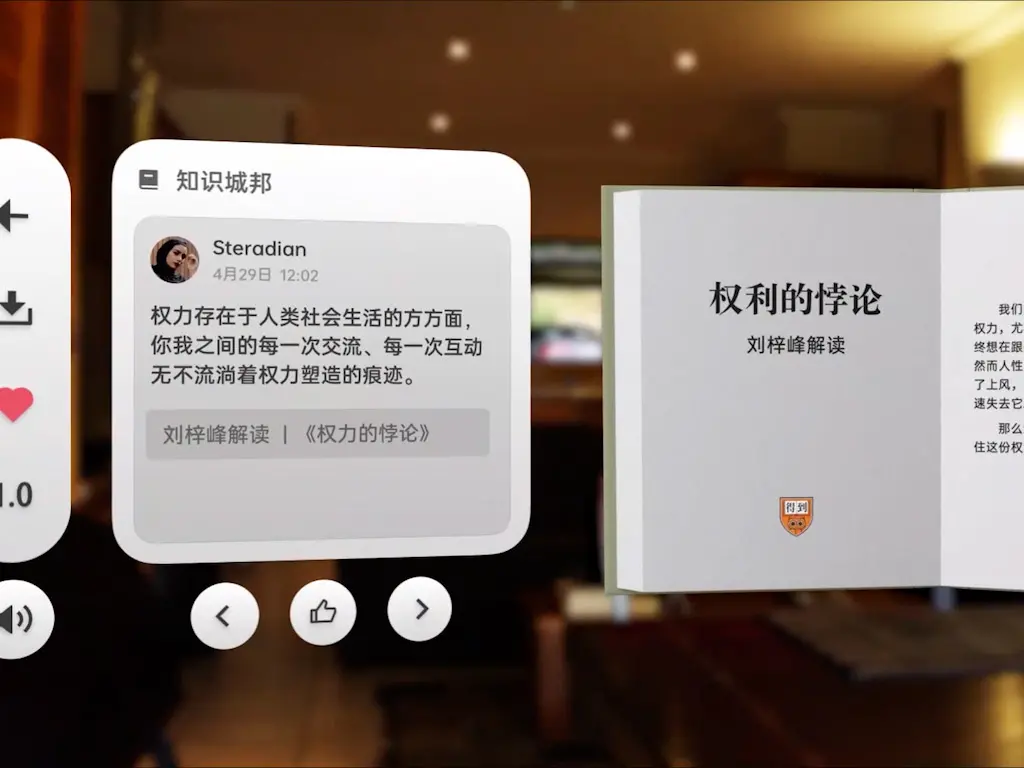 知识城邦
Steradian
4月29日 12:02
权力存在于人类社会生活的方方面，
你我之间的每一次交流、每一次互动
无不流淌着权力塑造的痕迹。
刘梓峰解读 | 《权力的悖论》
1.0
权利的悖论
刘梓峰解读
得到
我们
权力，尤
终想在跟
然而人性
了上风，
速失去它
那么
住这份权